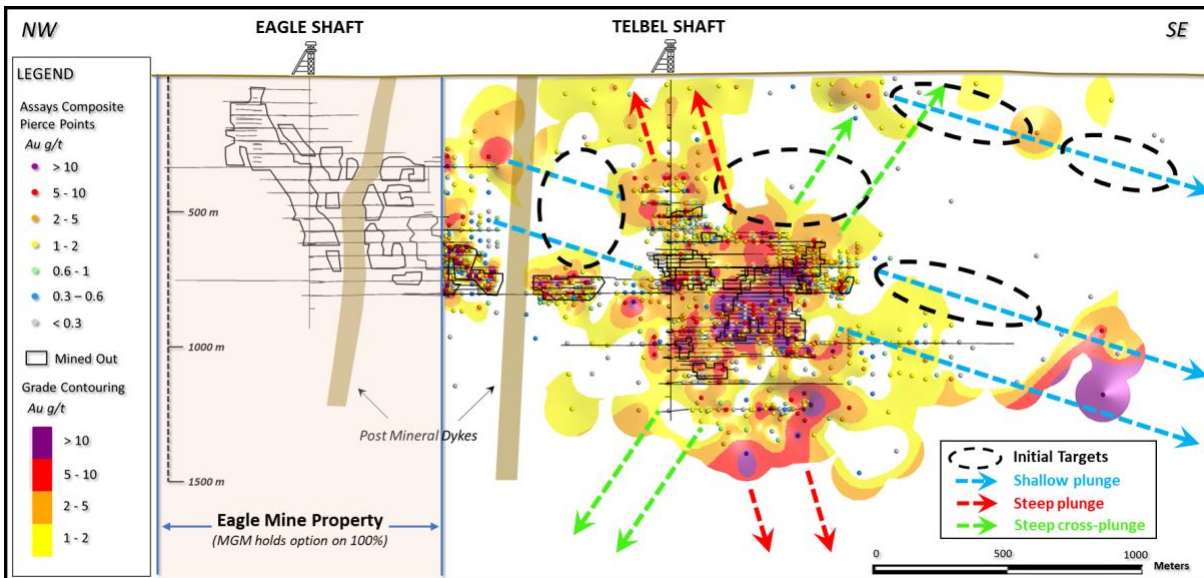 NW
EAGLE SHAFT
TELBEL SHAFT
SE
LEGEND
Assays Composite
Pierce Points
Au g/t
> 10
5 - 10
2 - 5
1 - 2
0.6 - 1
0.3 – 0.6
< 0.3
Mined Out
Grade Contouring
Au g/t
> 10
5 - 10
2 - 5
1 - 2
500 m
1000 m
1500 m
Post Mineral Dykes
Eagle Mine Property
(MGM holds option on 100%)
Initial Targets
Shallow plunge
Steep plunge
Steep cross-plunge
0 500 1000
Meters